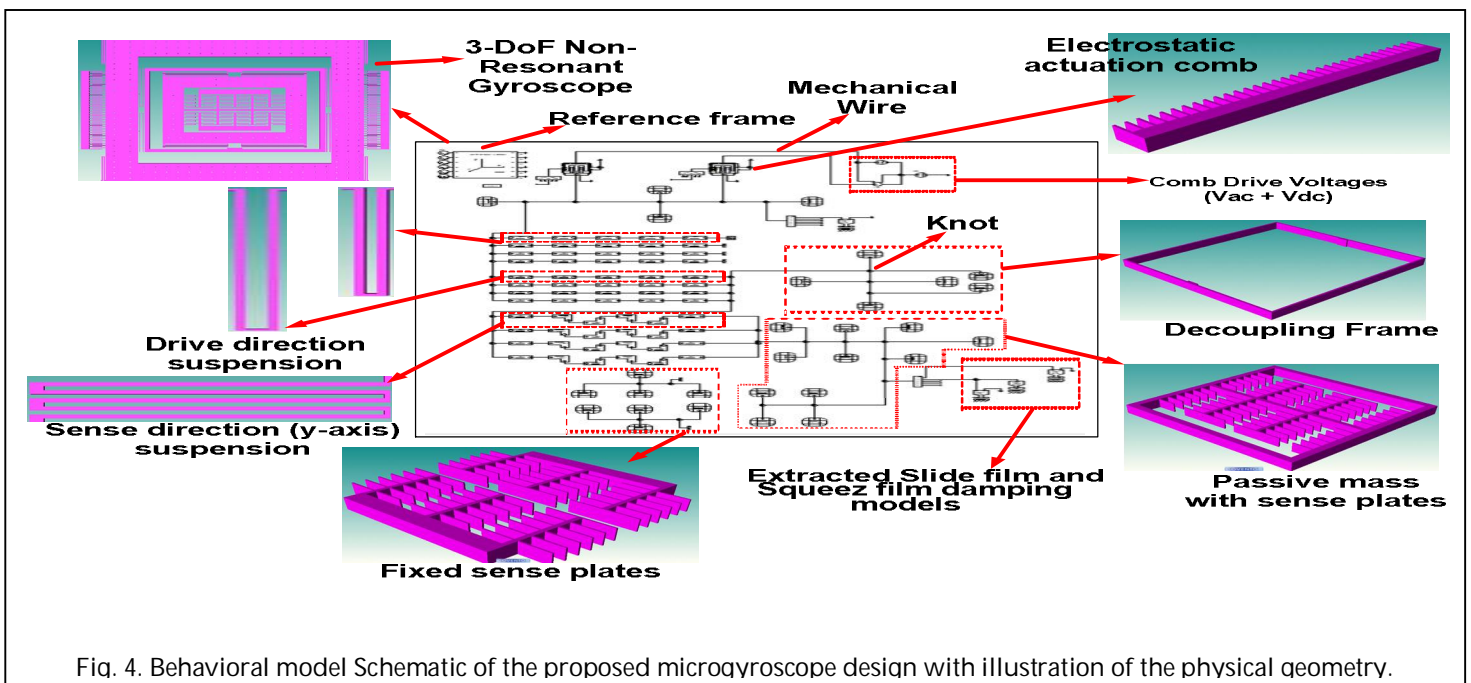 3-DoF Non-
Resonant
Gyroscope
Reference frame
Mechanical
Wire
Electrostatic
actuation comb
Comb Drive Voltages
(Vac + Vdc)
Knot
Decoupling Frame
Drive direction
suspension
Sense direction (y-axis)
suspension
Fixed sense plates
Extracted Slide film and
Squeez film damping
models
Passive mass
with sense plates
Fig. 4. Behavioral model Schematic of the proposed microgyroscope design with illustration of the physical geometry.